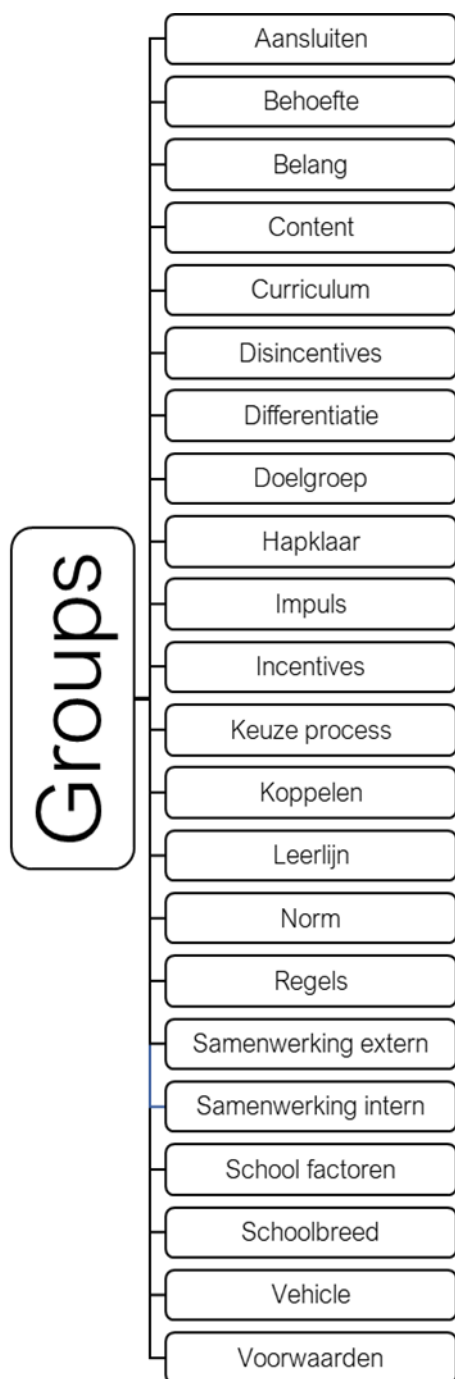 Groups
Aansluiten
Behoefte
Belang
Content
Curriculum
Disincentives
Differentiatie
Doelgroep
Hapklaar
Impuls
Incentives
Keuze process
Koppelen
Leerlijn
Norm
Regels
Samenwerking extern
Samenwerking intern
School factoren
Schoolbreed
Vehicle
Voorwaarden